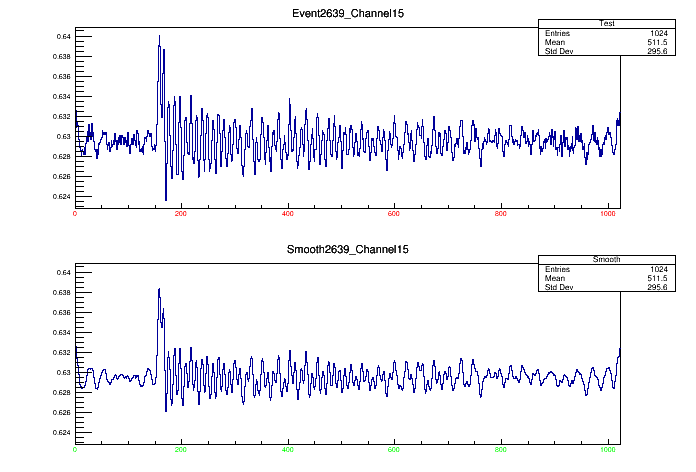 Event2639_Channel15
Test
Entries 1024
Mean 511.5
Std Dev 295.6
0.64
0.638
0.636
0.634
0.632
0.63
0.628
0.626
0.624
0 200 400 600 800 1000
Smooth2639_Channel15
Smooth
Entries 1024
Mean 511.5
Std Dev 295.6
0.64
0.638
0.636
0.634
0.632
0.63
0.628
0.626
0.624
0 200 400 600 800 1000